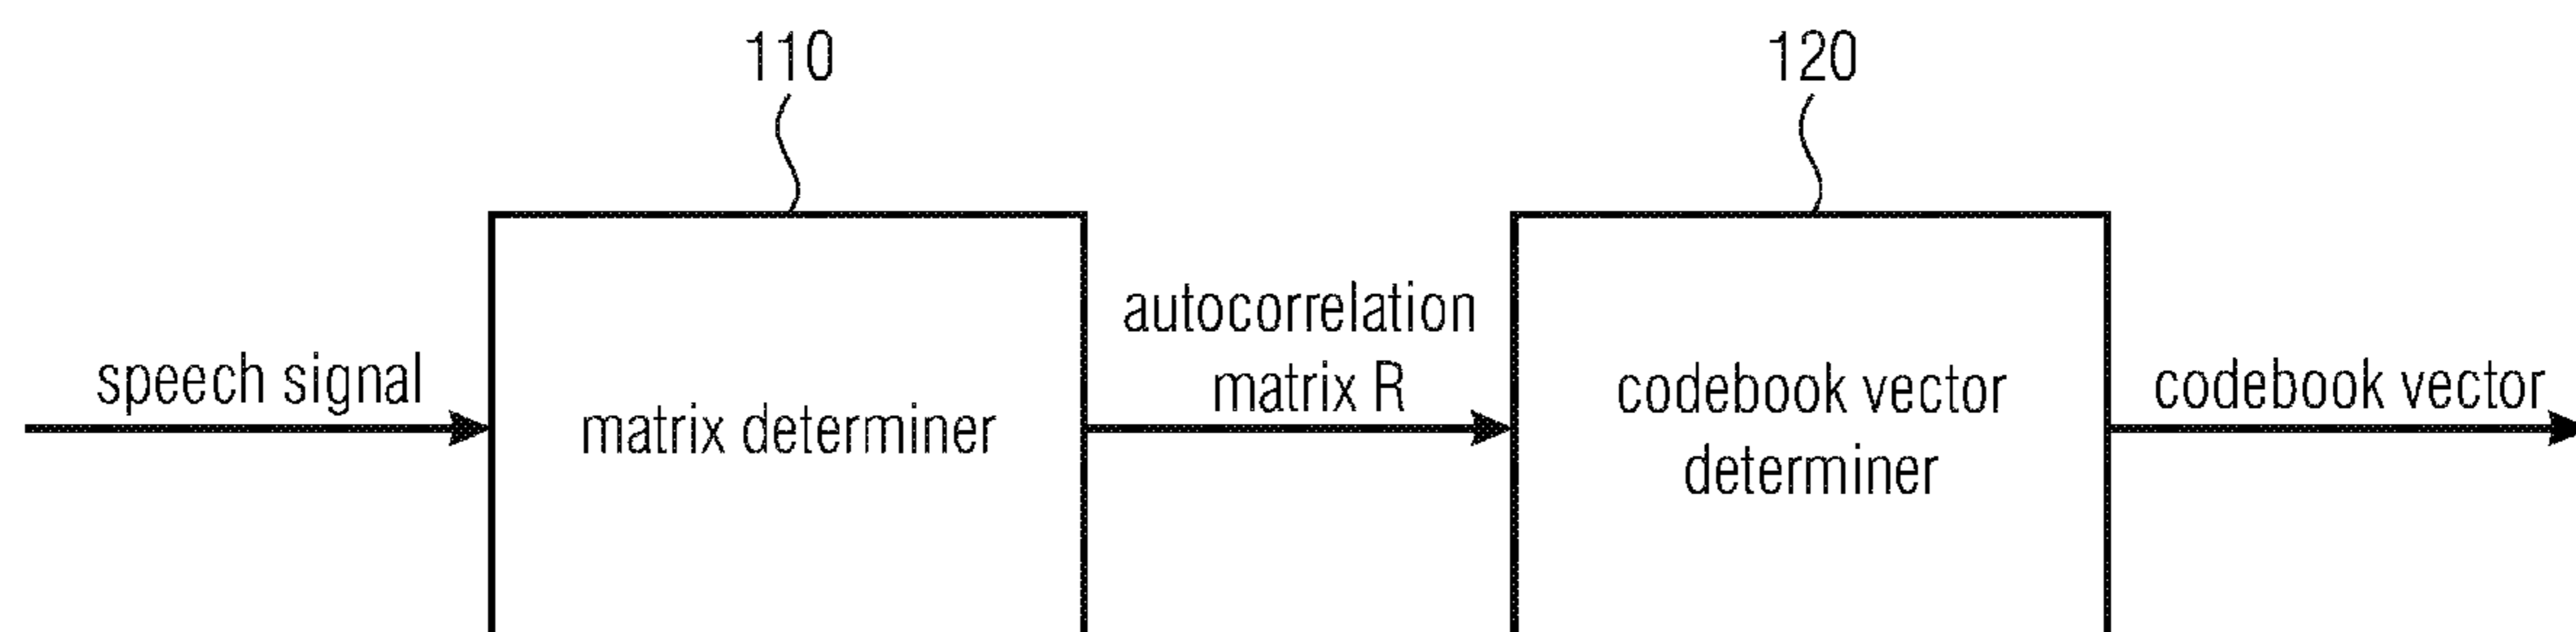 110
120
speech signal
matrix determiner
autocorrelation
matrix R
codebook vector
determiner
codebook vector